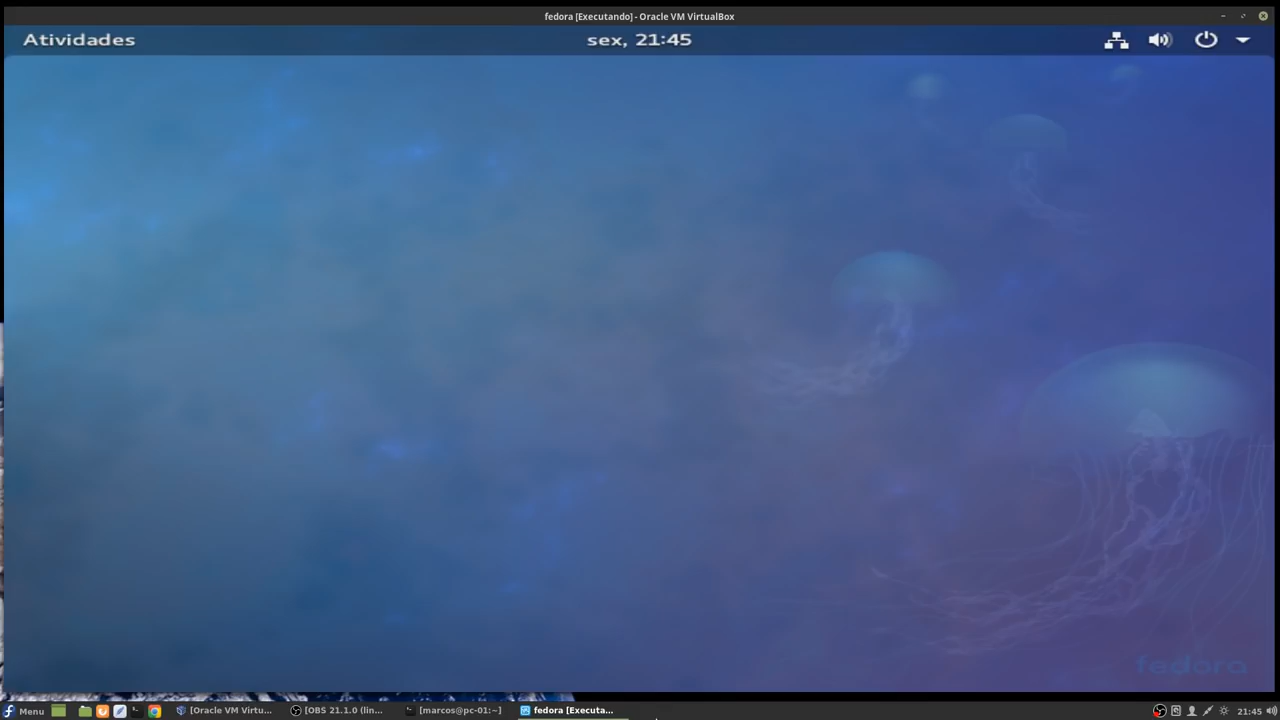 fedora [Executando] - Oracle VM VirtualBox
Atividades sex, 21:45
fedora
Menu [Oracle VM Virtu... [OBS 21.1.0 (lin... [marcos@pc-01:~] fedora [Executa... 21:45